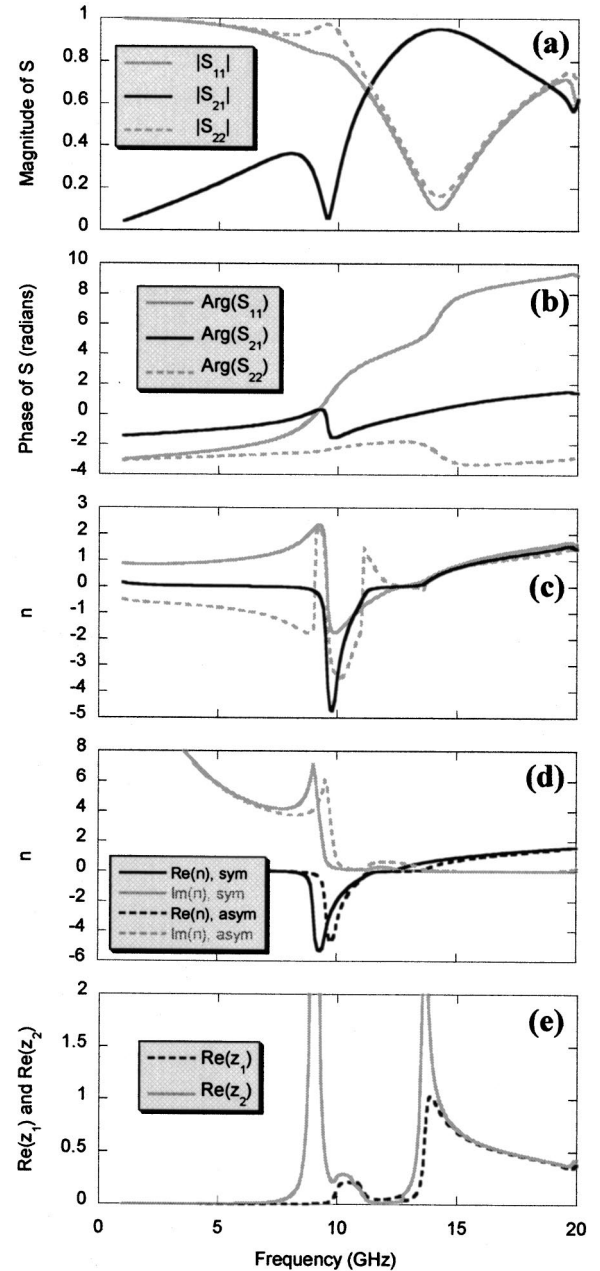 1
0.8
0.6
0.4
0.2
0
Magnitude of S
|S11|
|S21|
|S22|
(a)
10
8
6
4
2
0
-2
-4
Phase of S (radians)
Arg(S11)
Arg(S21)
Arg(S22)
(b)
3
2
1
0
-1
-2
-3
-4
-5
n
(c)
10
8
6
4
2
0
-2
-4
-6
n
Re(n), sym
Im(n), sym
Re(n), asym
Im(n), asym
(d)
2
1.5
1
0.5
0
Re(z1) and Re(z2)
Re(z1)
Re(z2)
(e)
0 5 10 15 20
Frequency (GHz)